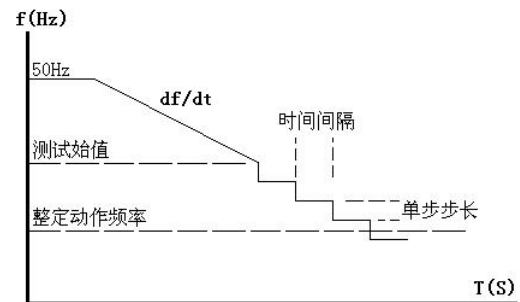 f(Hz)
50Hz
df/dt
时间间隔
测试始值
单步步长
整定动作频率
T(S)